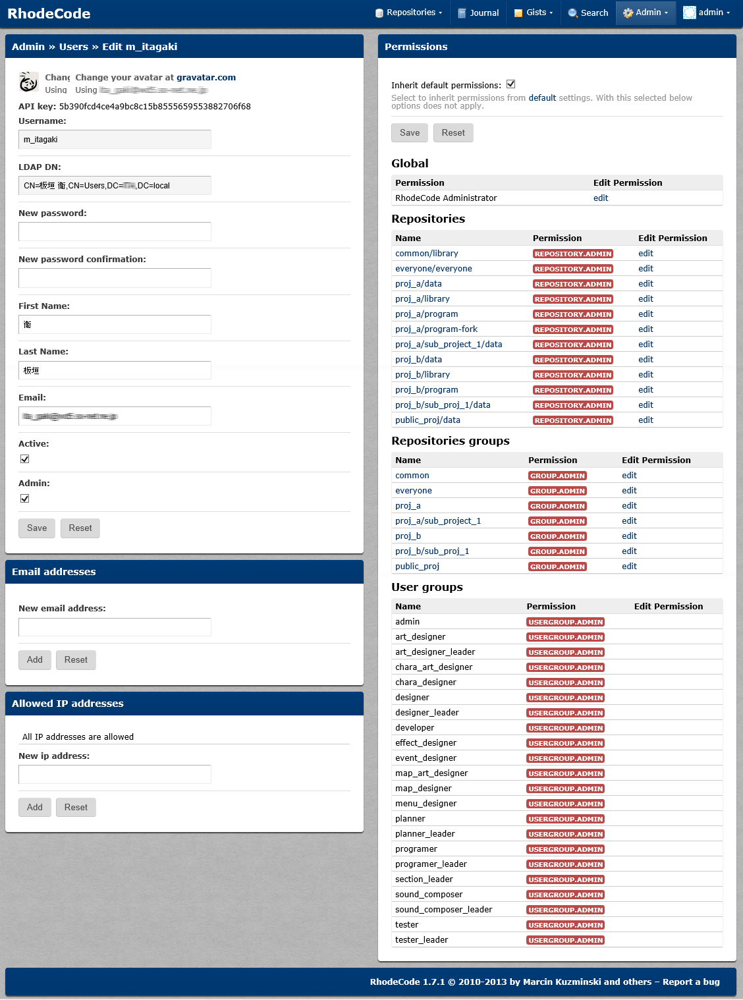 RhodeCode
Repositories
Journal
Gists
Search
Admin
admin
Admin » Users » Edit m_itagaki
Chang
Change your avatar at gravatar.com
Using
Using
API key: 5b390fcd4ce4a9bc8c15b8555659553882706f68
Username:
m_itagaki
LDAP DN:
CN=板垣 衛,CN=Users,DC= ,DC=local
New password:
New password confirmation:
First Name:
衛
Last Name:
板垣
Email:
Active:
Admin:
Save Reset
Email addresses
New email address:
Add Reset
Allowed IP addresses
All IP addresses are allowed
New ip address:
Add Reset
Permissions
Inherit default permissions:
Select to inherit permissions from default settings. With this selected below
options does not apply.
Save Reset
Global
Permission Edit Permission
RhodeCode Administrator edit
Repositories
Name Permission Edit Permission
common/library REPOSITORY.ADMIN edit
everyone/everyone REPOSITORY.ADMIN edit
proj_a/data REPOSITORY.ADMIN edit
proj_a/library REPOSITORY.ADMIN edit
proj_a/program REPOSITORY.ADMIN edit
proj_a/program-fork REPOSITORY.ADMIN edit
proj_a/sub_project_1/data REPOSITORY.ADMIN edit
proj_b/data REPOSITORY.ADMIN edit
proj_b/library REPOSITORY.ADMIN edit
proj_b/program REPOSITORY.ADMIN edit
proj_b/sub_proj_1/data REPOSITORY.ADMIN edit
public_proj/data REPOSITORY.ADMIN edit
Repositories groups
Name Permission Edit Permission
common GROUP.ADMIN edit
everyone GROUP.ADMIN edit
proj_a GROUP.ADMIN edit
proj_a/sub_project_1 GROUP.ADMIN edit
proj_b GROUP.ADMIN edit
proj_b/sub_proj_1 GROUP.ADMIN edit
public_proj GROUP.ADMIN edit
User groups
Name Permission Edit Permission
admin USERGROUP.ADMIN
art_designer USERGROUP.ADMIN
art_designer_leader USERGROUP.ADMIN
chara_art_designer USERGROUP.ADMIN
chara_designer USERGROUP.ADMIN
designer USERGROUP.ADMIN
designer_leader USERGROUP.ADMIN
developer USERGROUP.ADMIN
effect_designer USERGROUP.ADMIN
event_designer USERGROUP.ADMIN
map_art_designer USERGROUP.ADMIN
map_designer USERGROUP.ADMIN
menu_designer USERGROUP.ADMIN
planner USERGROUP.ADMIN
planner_leader USERGROUP.ADMIN
programer USERGROUP.ADMIN
programer_leader USERGROUP.ADMIN
section_leader USERGROUP.ADMIN
sound_composer USERGROUP.ADMIN
sound_composer_leader USERGROUP.ADMIN
tester USERGROUP.ADMIN
tester_leader USERGROUP.ADMIN
RhodeCode 1.7.1 © 2010-2013 by Marcin Kuzminski and others – Report a bug